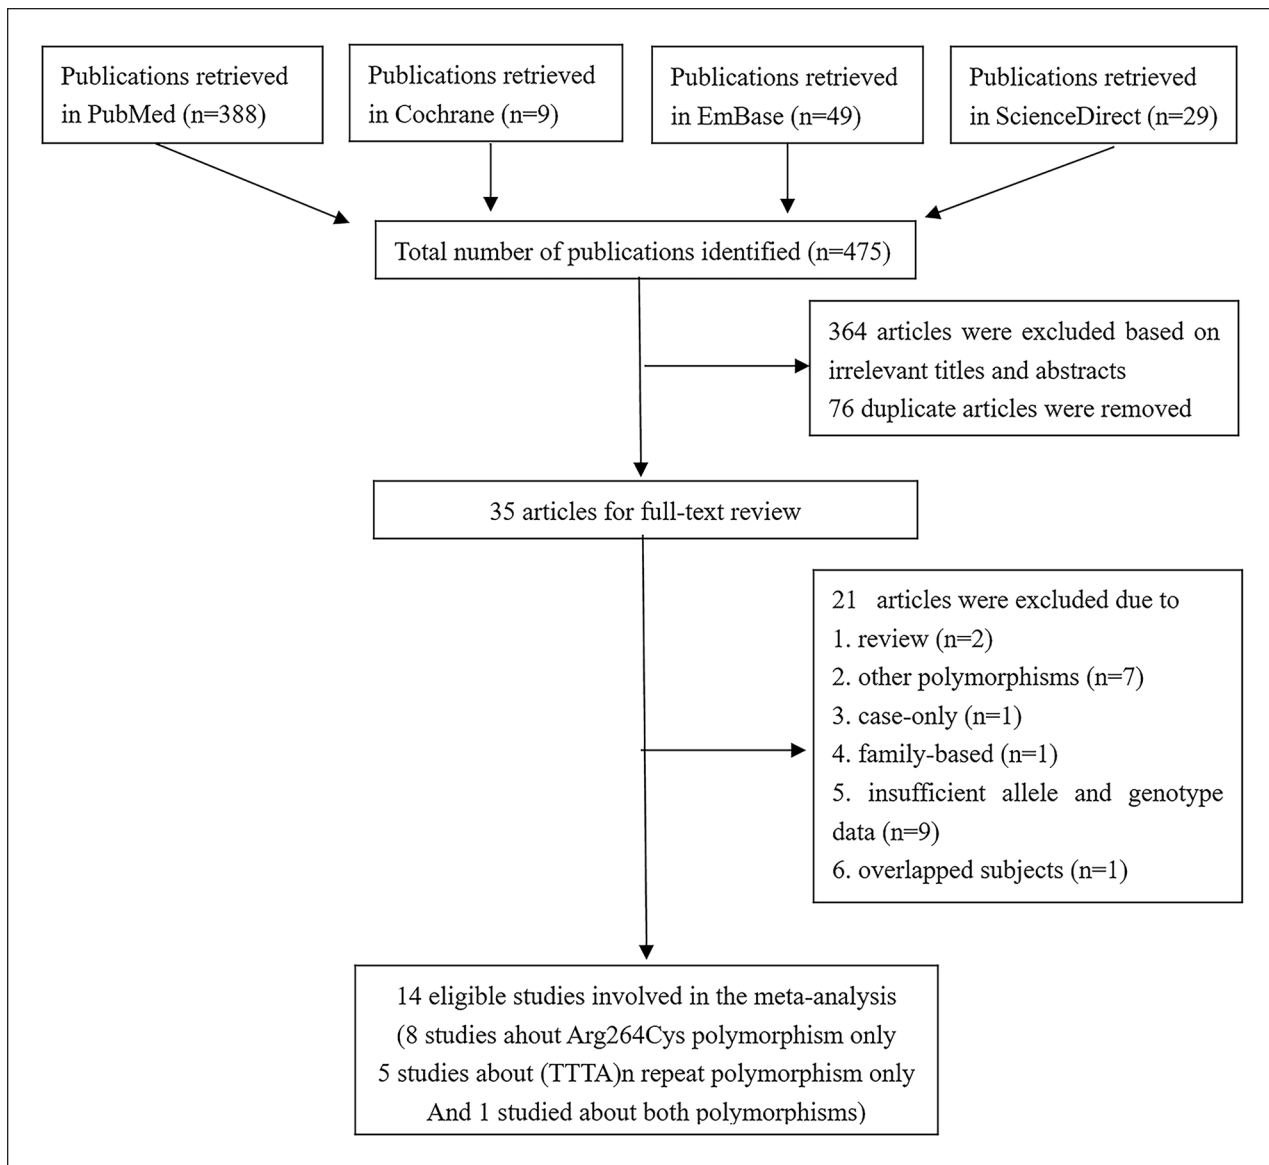 Publications retrieved
in PubMed (n=388)
Publications retrieved
in Cochrane (n=9)
Publications retrieved
in EmBase (n=49)
Publications retrieved
in ScienceDirect (n=29)
Total number of publications identified (n=475)
364 articles were excluded based on
irrelevant titles and abstracts
76 duplicate articles were removed
35 articles for full-text review
21 articles were excluded due to
1. review (n=2)
2. other polymorphisms (n=7)
3. case-only (n=1)
4. family-based (n=1)
5. insufficient allele and genotype
data (n=9)
6. overlapped subjects (n=1)
14 eligible studies involved in the meta-analysis
(8 studies ahout Arg264Cys polymorphism only
5 studies about (TTTA)n repeat polymorphism only
And 1 studied about both polymorphisms)